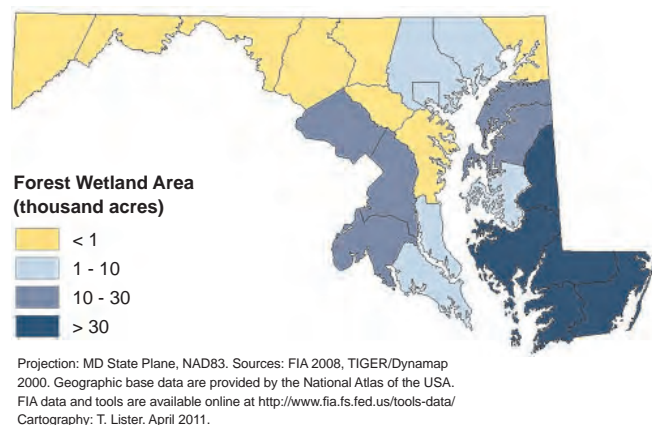 Forest Wetland Area
(thousand acres)
< 1
1 - 10
10 - 30
> 30
Projection: MD State Plane, NAD83. Sources: FIA 2008, TIGER/Dynamap
2000. Geographic base data are provided by the National Atlas of the USA.
FIA data and tools are available online at http://www.fia.fs.fed.us/tools-data/
Cartography: T. Lister. April 2011.